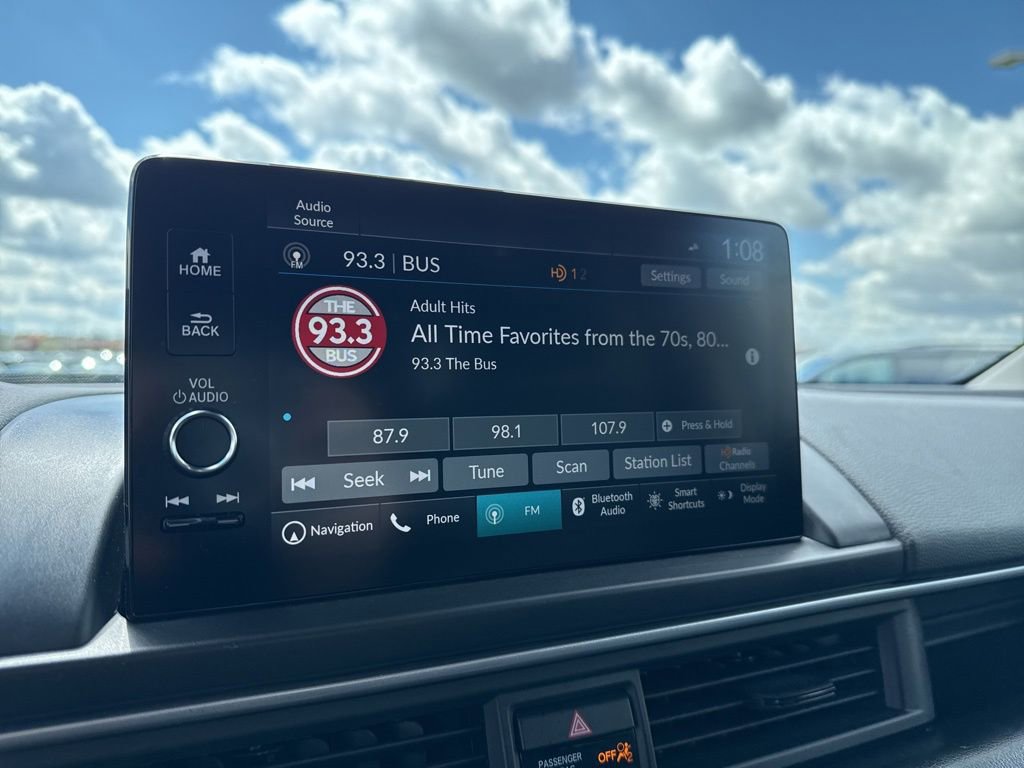 Audio
Source
HOME
BACK
VOL
AUDIO
FM
93.3 | BUS
HD 1 2
1:08
Settings
Sound
THE
93.3
BUS
Adult Hits
All Time Favorites from the 70s, 80...
93.3 The Bus
87.9
98.1
107.9
Press & Hold
Seek
Tune
Scan
Station List
HD Radio
Channels
Navigation
Phone
FM
Bluetooth
Audio
Smart
Shortcuts
Display
Mode
PASSENGER
OFF